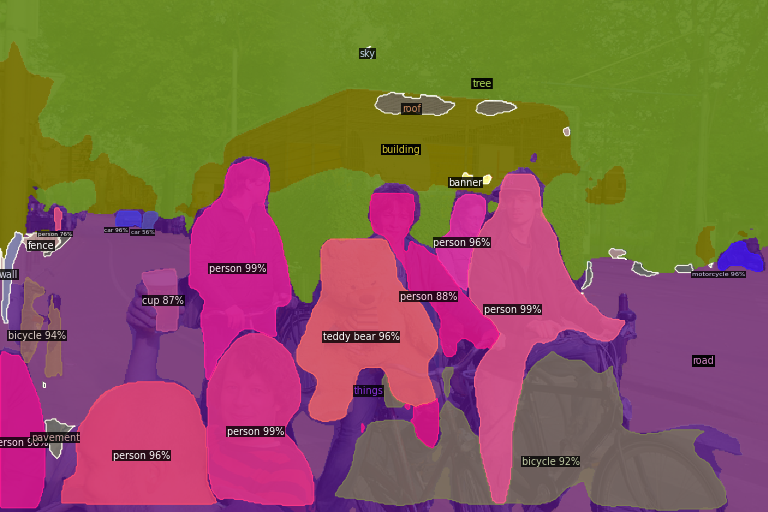 sky
tree
roof
building
banner
person 76%
car 96%
car 56%
fence
person 96%
wall
person 99%
motorcycle 96%
cup 87%
person 88%
person 99%
bicycle 94%
teddy bear 96%
road
things
person 99%
pavement
person 96%
bicycle 92%